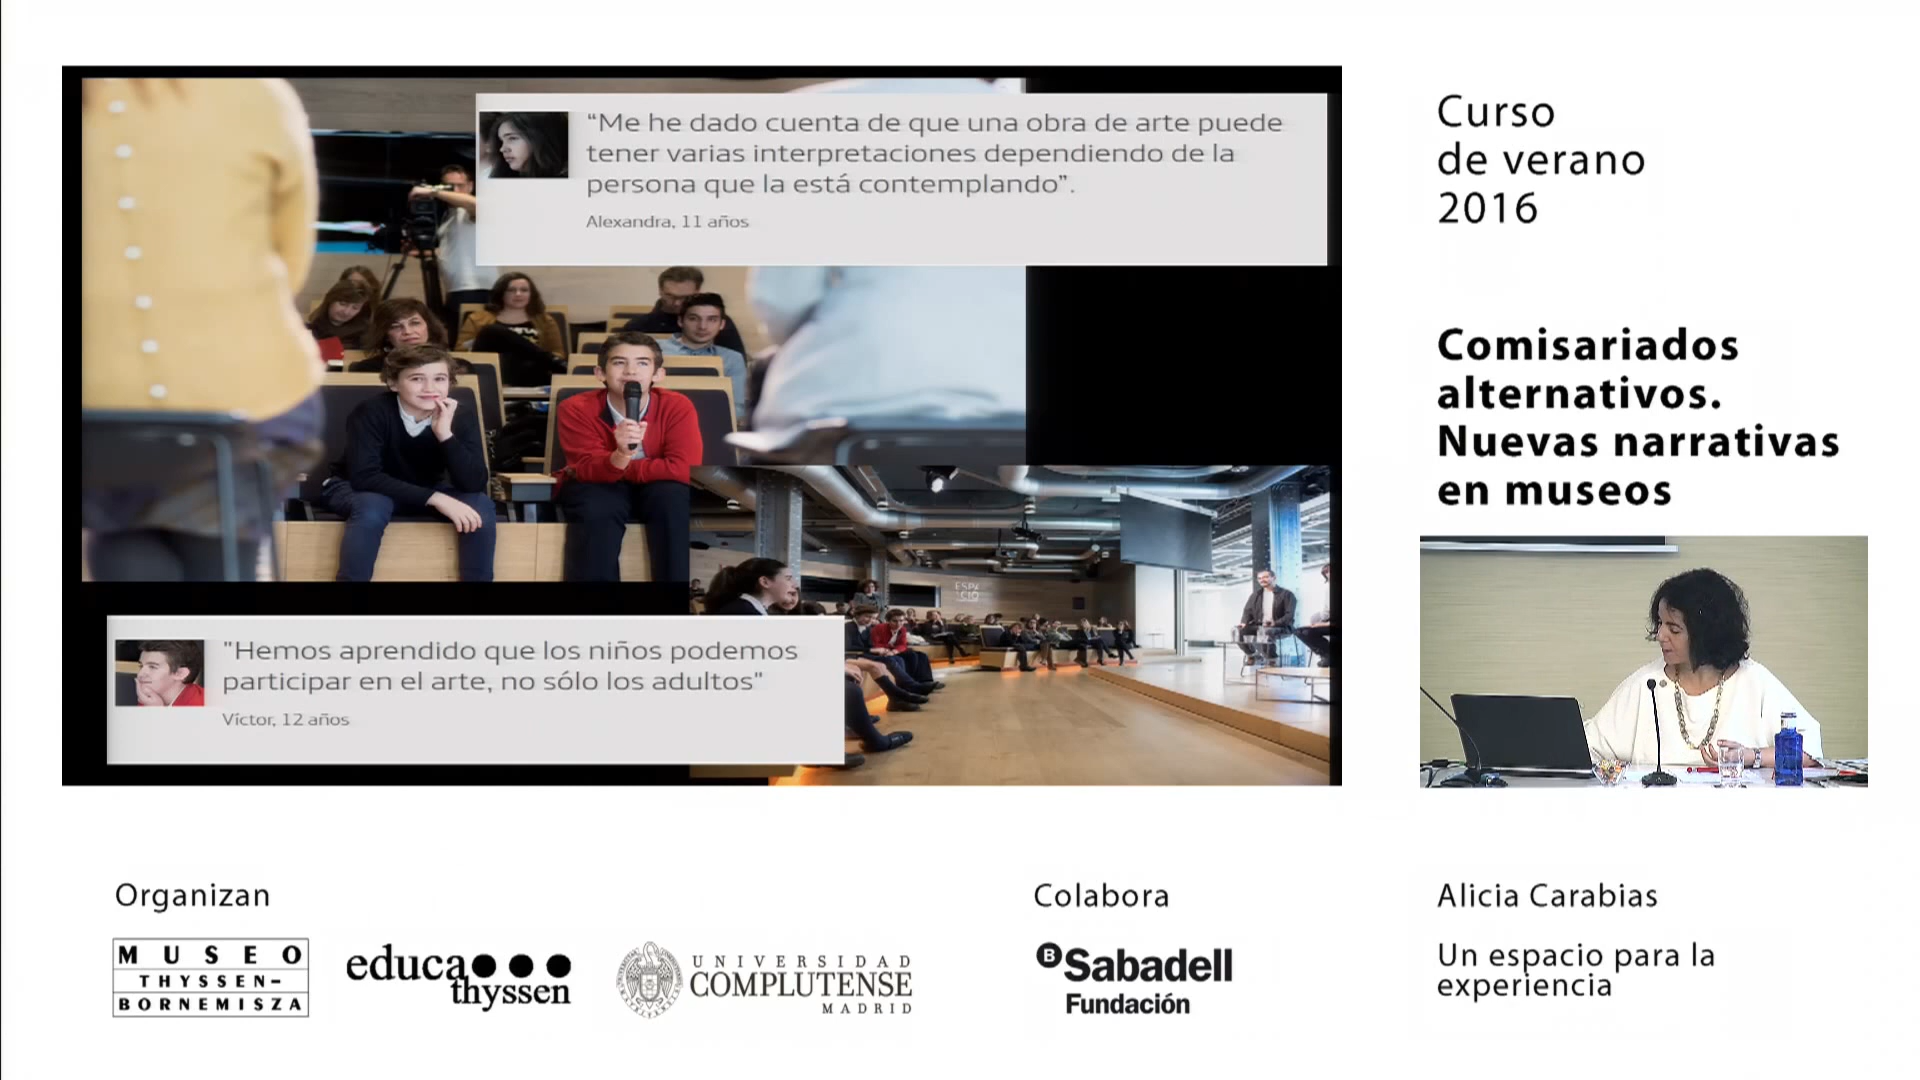 “Me he dado cuenta de que una obra de arte puede
tener varias interpretaciones dependiendo de la
persona que la está contemplando”.
Alexandra, 11 años
ESPA
CIO
"Hemos aprendido que los niños podemos
participar en el arte, no sólo los adultos"
Víctor, 12 años
Curso
de verano
2016
Comisariados
alternativos.
Nuevas narrativas
en museos
Organizan
MUSEO
THYSSEN-
BORNEMISZA
educa
thyssen
UNIVERSIDAD
COMPLUTENSE
MADRID
Colabora
B Sabadell
Fundación
Alicia Carabias
Un espacio para la
experiencia